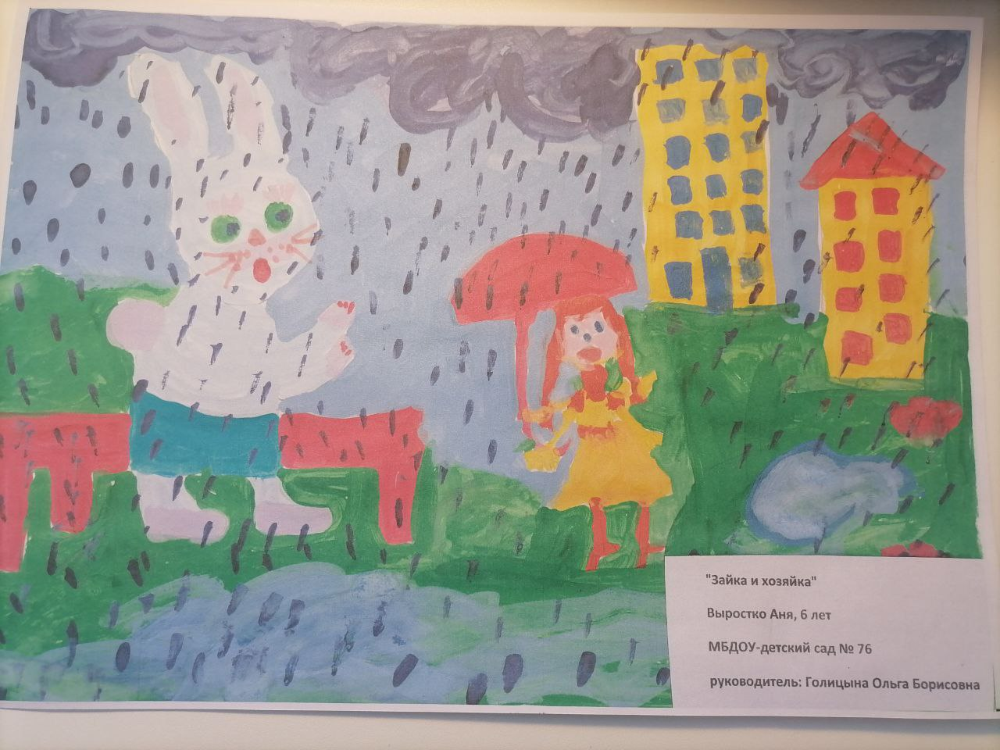 "Зайка и хозяйка"
Выростко Аня, 6 лет
МБДОУ-детский сад № 76
руководитель: Голицына Ольга Борисовна